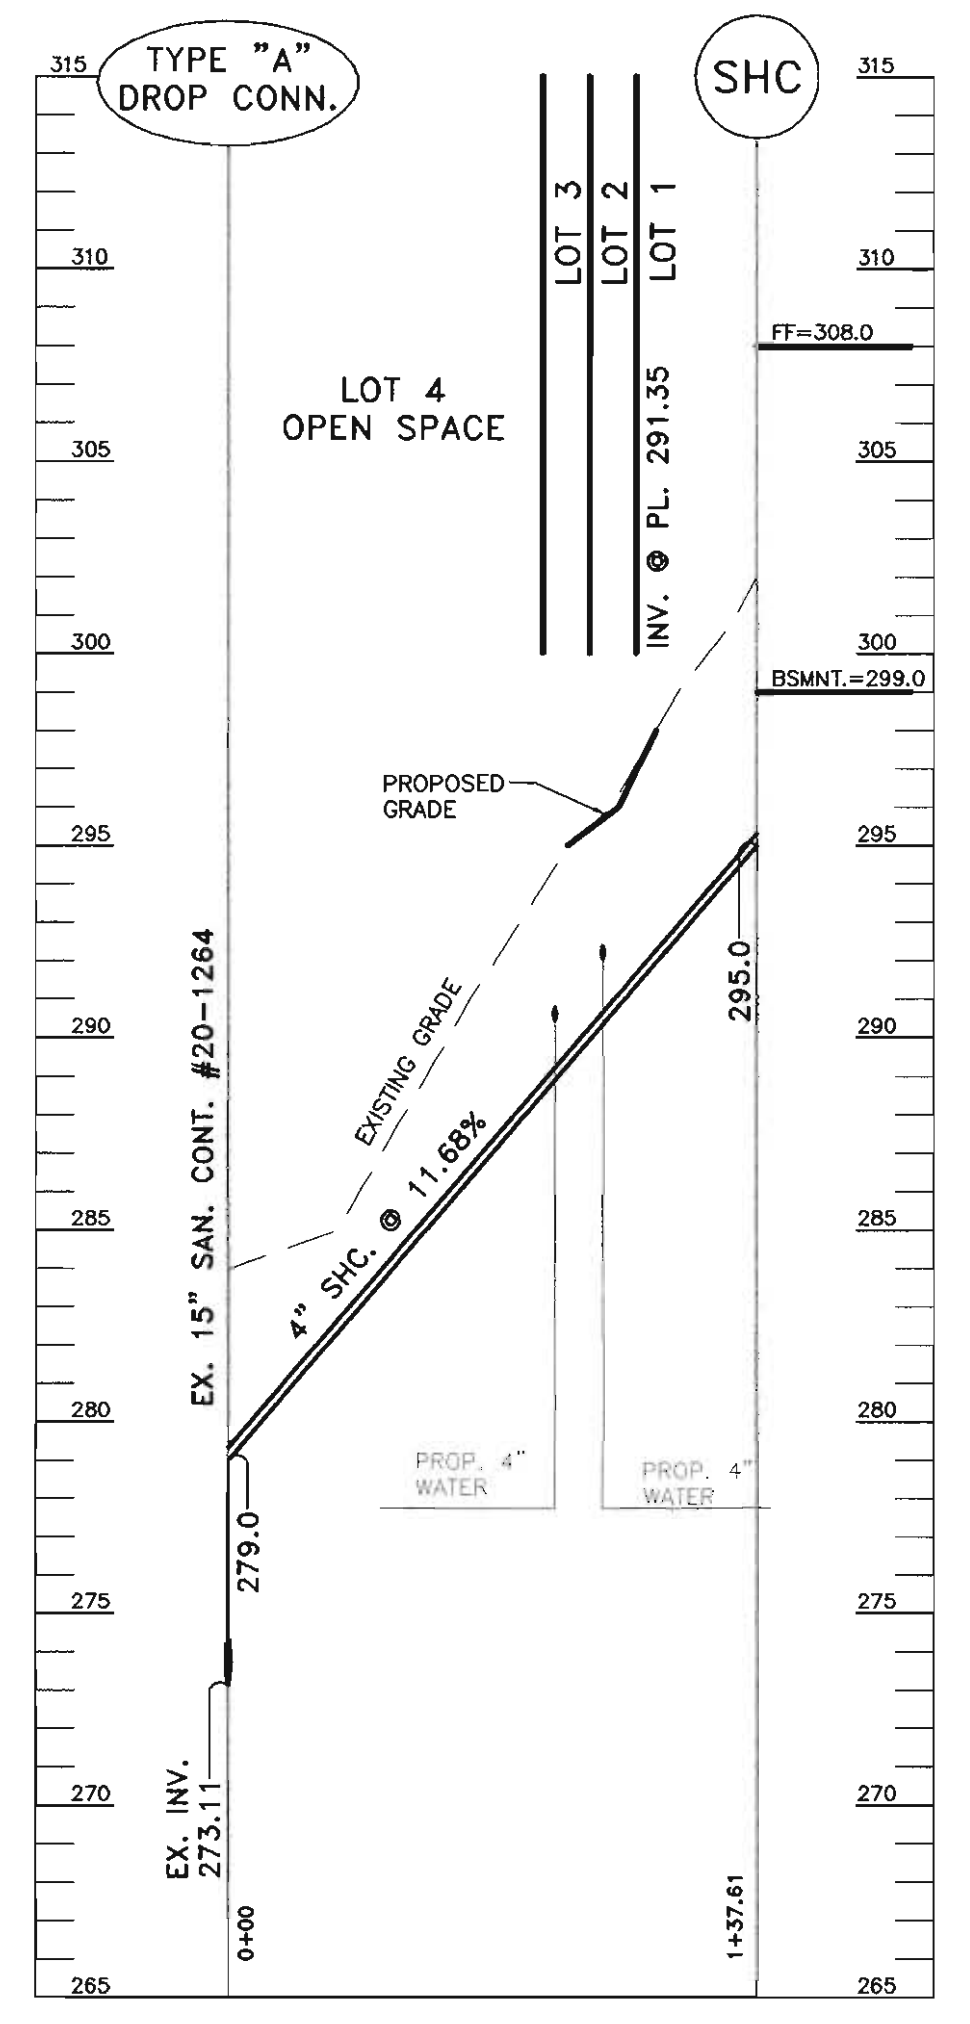 TYPE "A"
DROP CONN.
SHC
315
310
305
300
295
290
285
280
275
270
265
315
310
305
300
295
290
285
280
275
270
265
LOT 3
LOT 2
LOT 1
INV. @ PL. 291.35
FF=308.0
LOT 4
OPEN SPACE
BSMNT.=299.0
PROPOSED
GRADE
EXISTING GRADE
295.0
EX. 15" SAN. CONT. #20-1264
4" SHC. @ 11.68%
PROP. 4"
WATER
PROP. 4"
WATER
279.0
EX. INV.
273.11
0+00
1+37.61